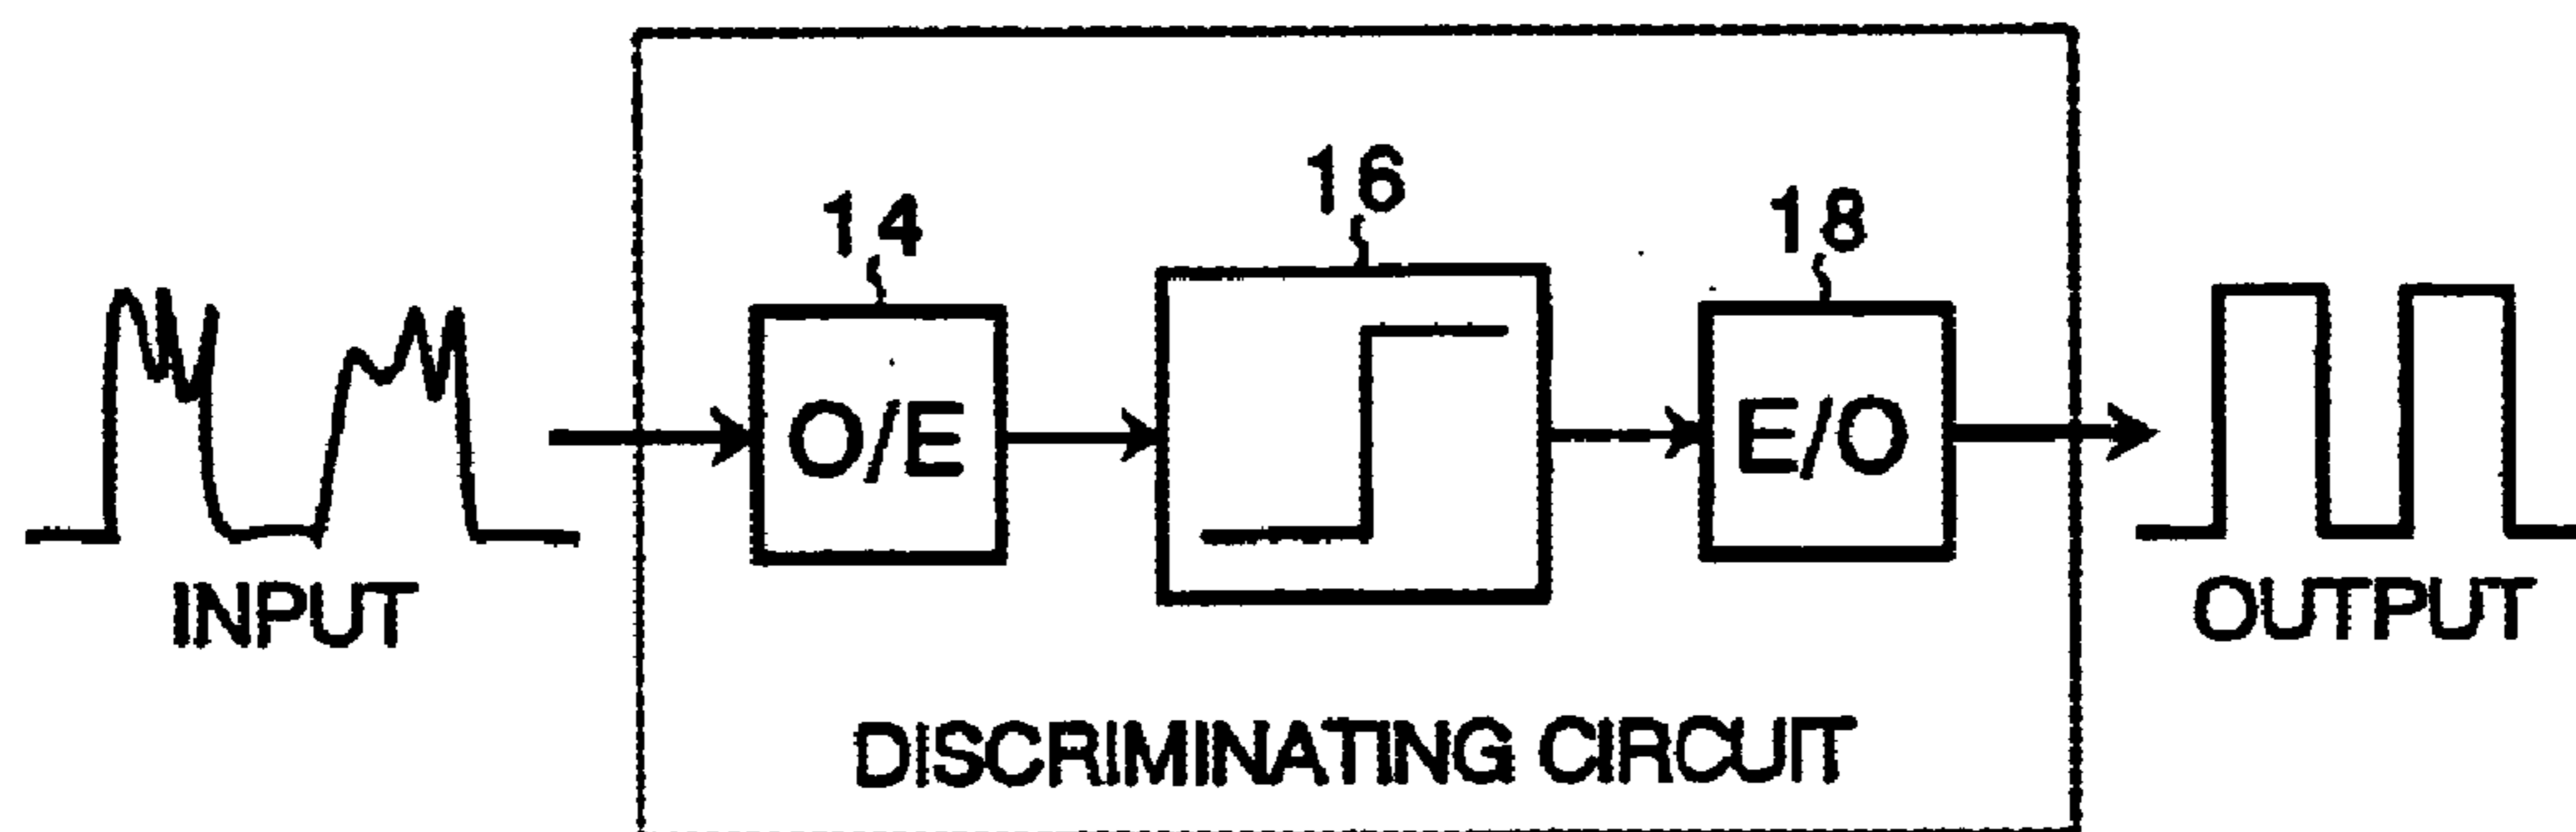 16
14
18
O/E
E/O
INPUT
OUTPUT
DISCRIMINATING CIRCUIT